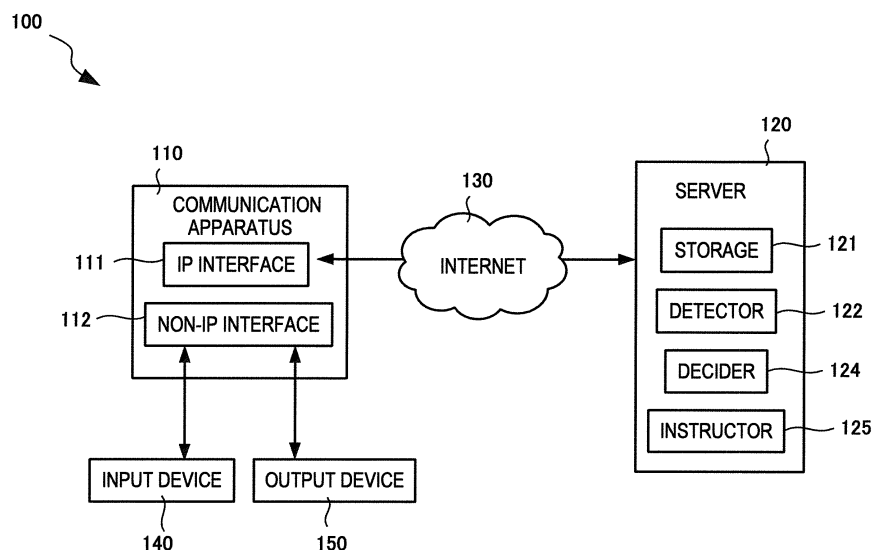 100
110
COMMUNICATION
APPARATUS
111
IP INTERFACE
112
NON-IP INTERFACE
130
INTERNET
120
SERVER
STORAGE
121
DETECTOR
122
DECIDER
124
INSTRUCTOR
125
INPUT DEVICE
OUTPUT DEVICE
140
150